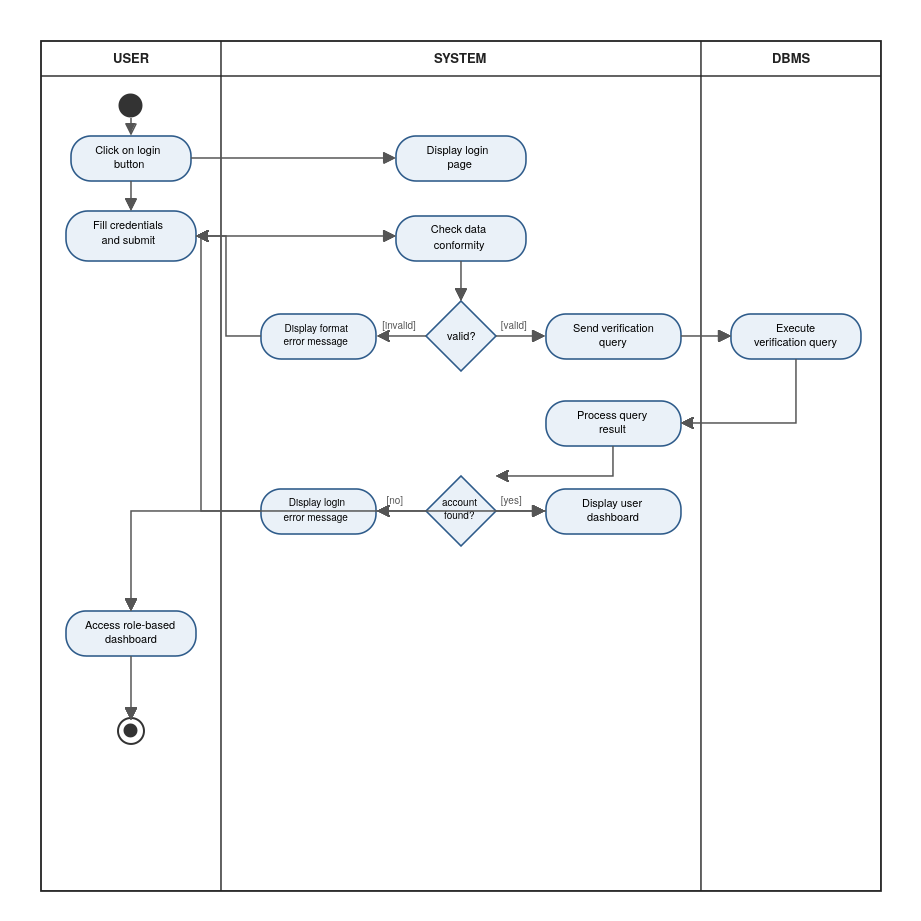 USER
SYSTEM
DBMS
Click on login
button
Display login
page
Fill credentials
and submit
Check data
conformity
Display format
error message
[invalid]
valid?
[valid]
Send verification
query
Execute
verification query
Process query
result
Display login
error message
[no]
account
found?
[yes]
Display user
dashboard
Access role-based
dashboard